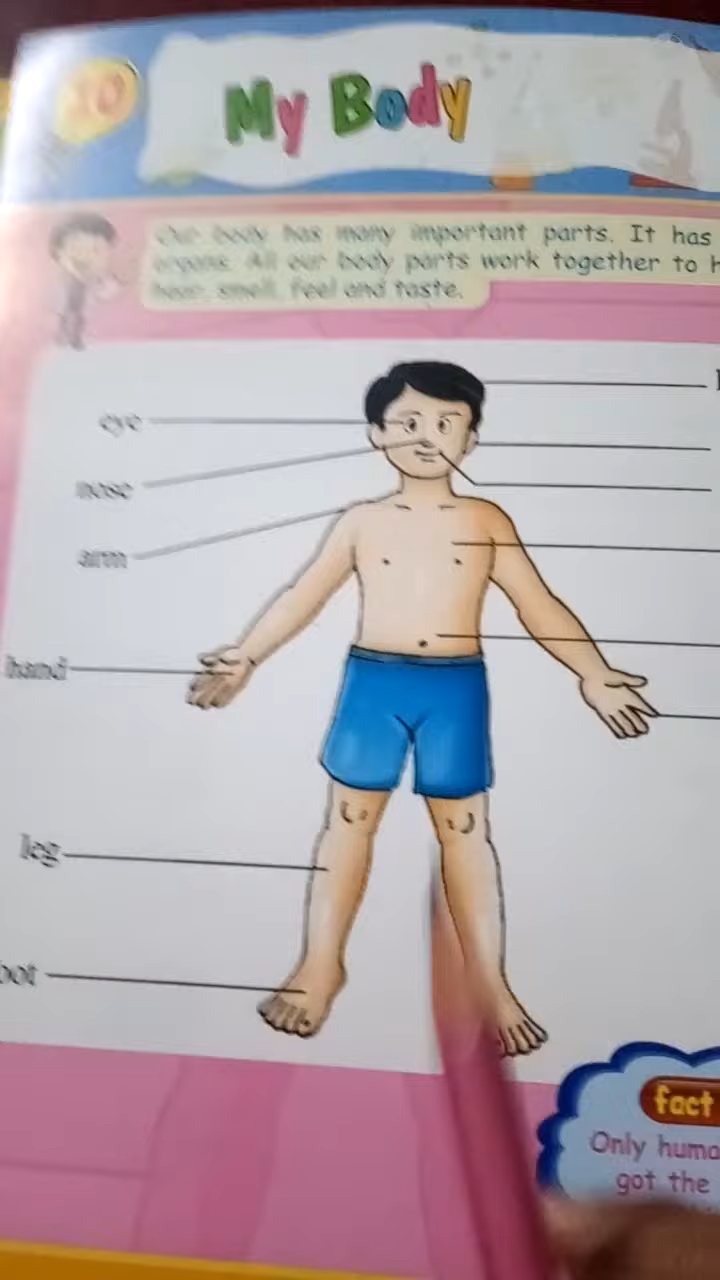 10
My Body
Our body has many important parts. It has
organs. All our body parts work together to h
hear, smell, feel and taste.
eye
nose
arm
hand
leg
oot
fact
Only huma
got the